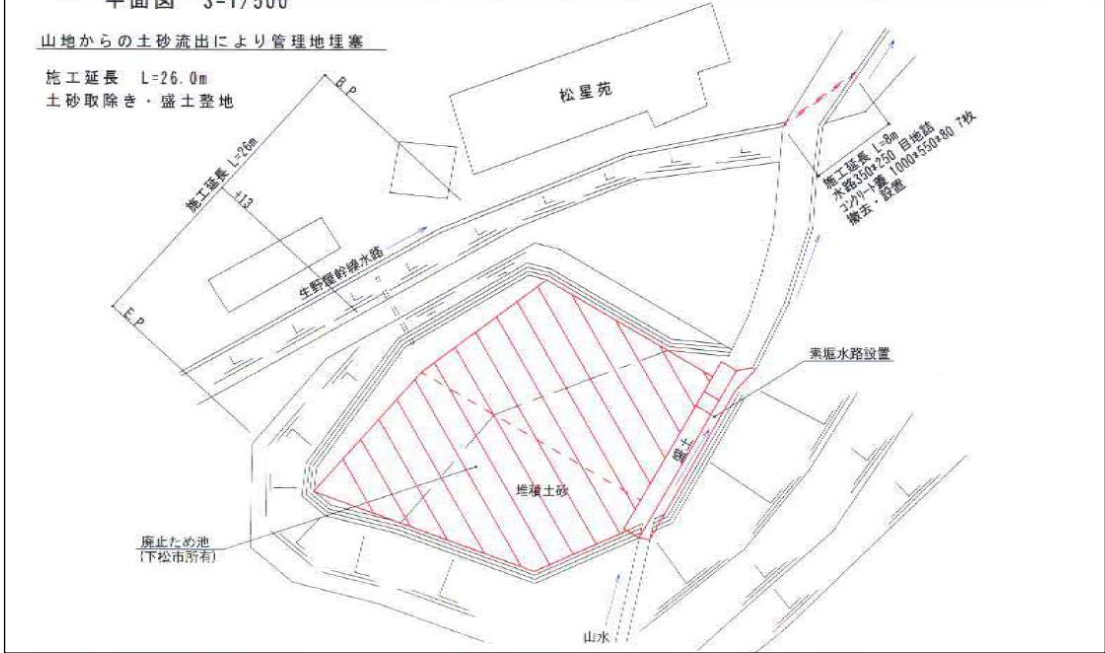 平面図 S=1/500
山地からの土砂流出により管理地埋塞
施工延長 L=26.0m
土砂取除き・盛土整地
B.P
松星苑
施工延長 L=8m
水路350*250 目地詰
コンクリート蓋 1000*550*80 7枚
撤去・設置
施工延長 L=26m
+13
生野屋幹線水路
E.P
素堀水路設置
盛土
堆積土砂
廃止ため池
(下松市所有)
山水